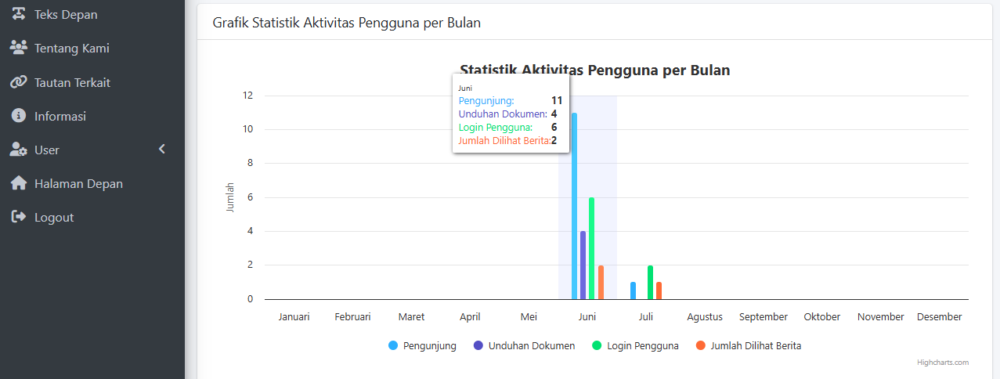 Teks Depan
Tentang Kami
Tautan Terkait
Informasi
User
Halaman Depan
Logout
Grafik Statistik Aktivitas Pengguna per Bulan
Statistik Aktivitas Pengguna per Bulan
Juni
Pengunjung: 11
Unduhan Dokumen: 4
Login Pengguna: 6
Jumlah Dilihat Berita: 2
Jumlah
12
10
8
6
4
2
0
Januari Februari Maret April Mei Juni Juli Agustus September Oktober November Desember
Pengunjung Unduhan Dokumen Login Pengguna Jumlah Dilihat Berita
Highcharts.com